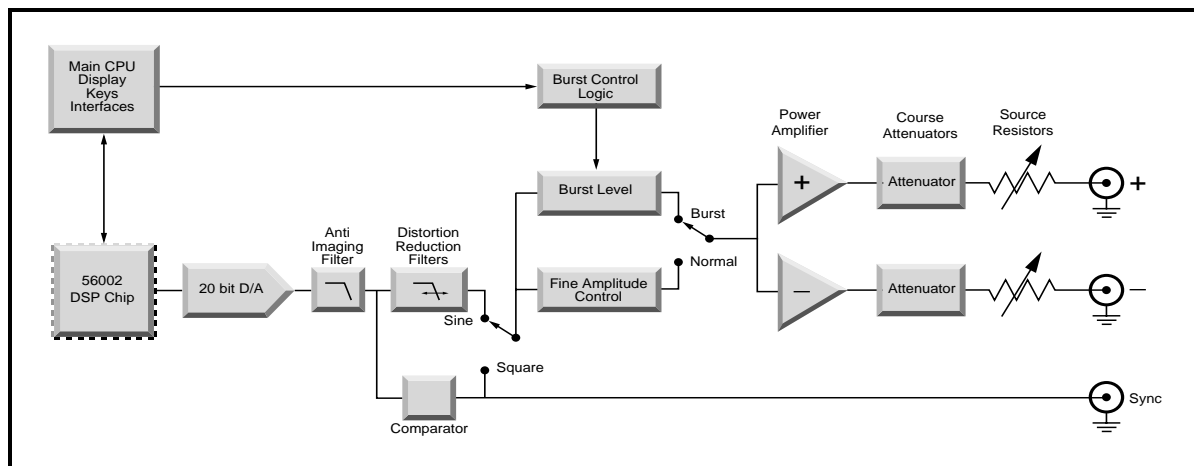 Main CPU
Display
Keys
Interfaces
Burst Control
Logic
Power
Amplifier
Course
Attenuators
Source
Resistors
Burst Level
Burst
+
Attenuator
+
56002
DSP Chip
20 bit D/A
Anti
Imaging
Filter
Distortion
Reduction
Filters
Sine
Fine Amplitude
Control
Normal
–
Attenuator
–
Square
Comparator
Sync